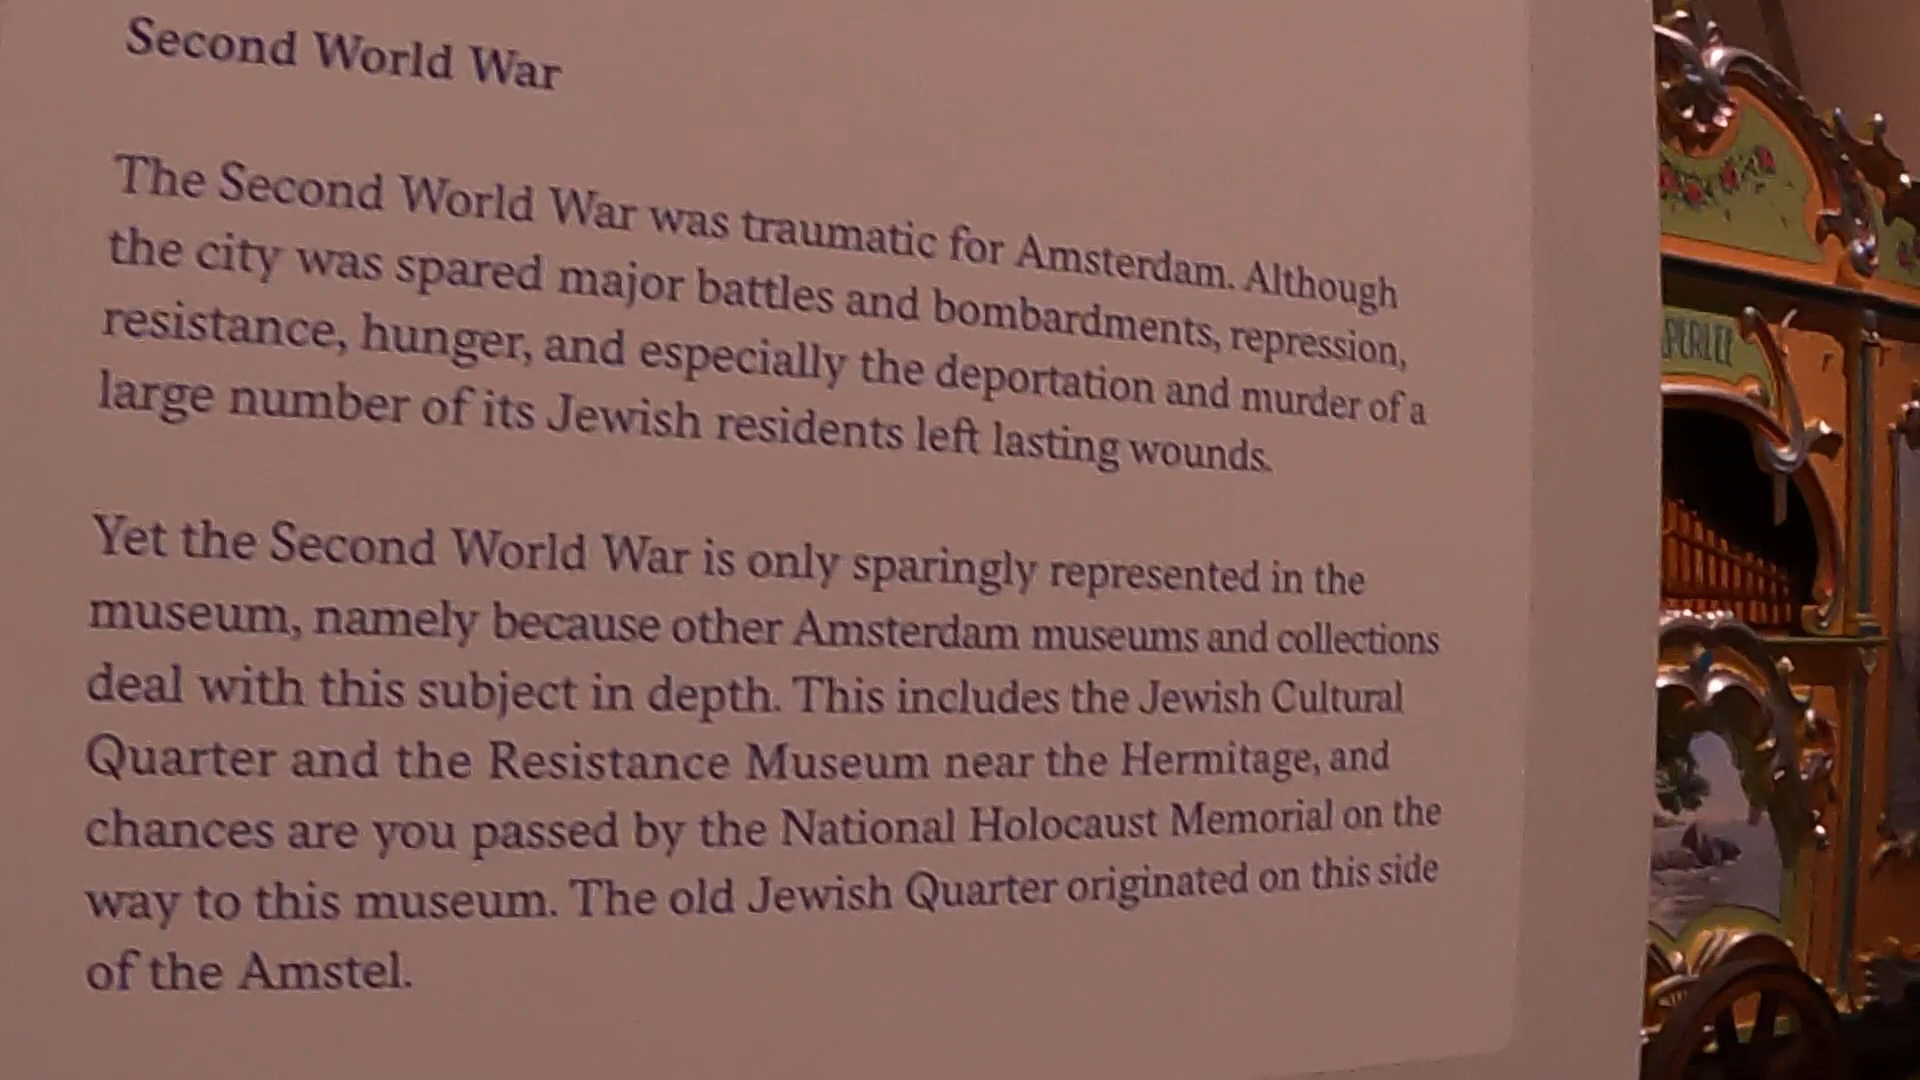 Second World War
The Second World War was traumatic for Amsterdam. Although
the city was spared major battles and bombardments, repression,
resistance, hunger, and especially the deportation and murder of a
large number of its Jewish residents left lasting wounds.
Yet the Second World War is only sparingly represented in the
museum, namely because other Amsterdam museums and collections
deal with this subject in depth. This includes the Jewish Cultural
Quarter and the Resistance Museum near the Hermitage, and
chances are you passed by the National Holocaust Memorial on the
way to this museum. The old Jewish Quarter originated on this side
of the Amstel.
PERLEE